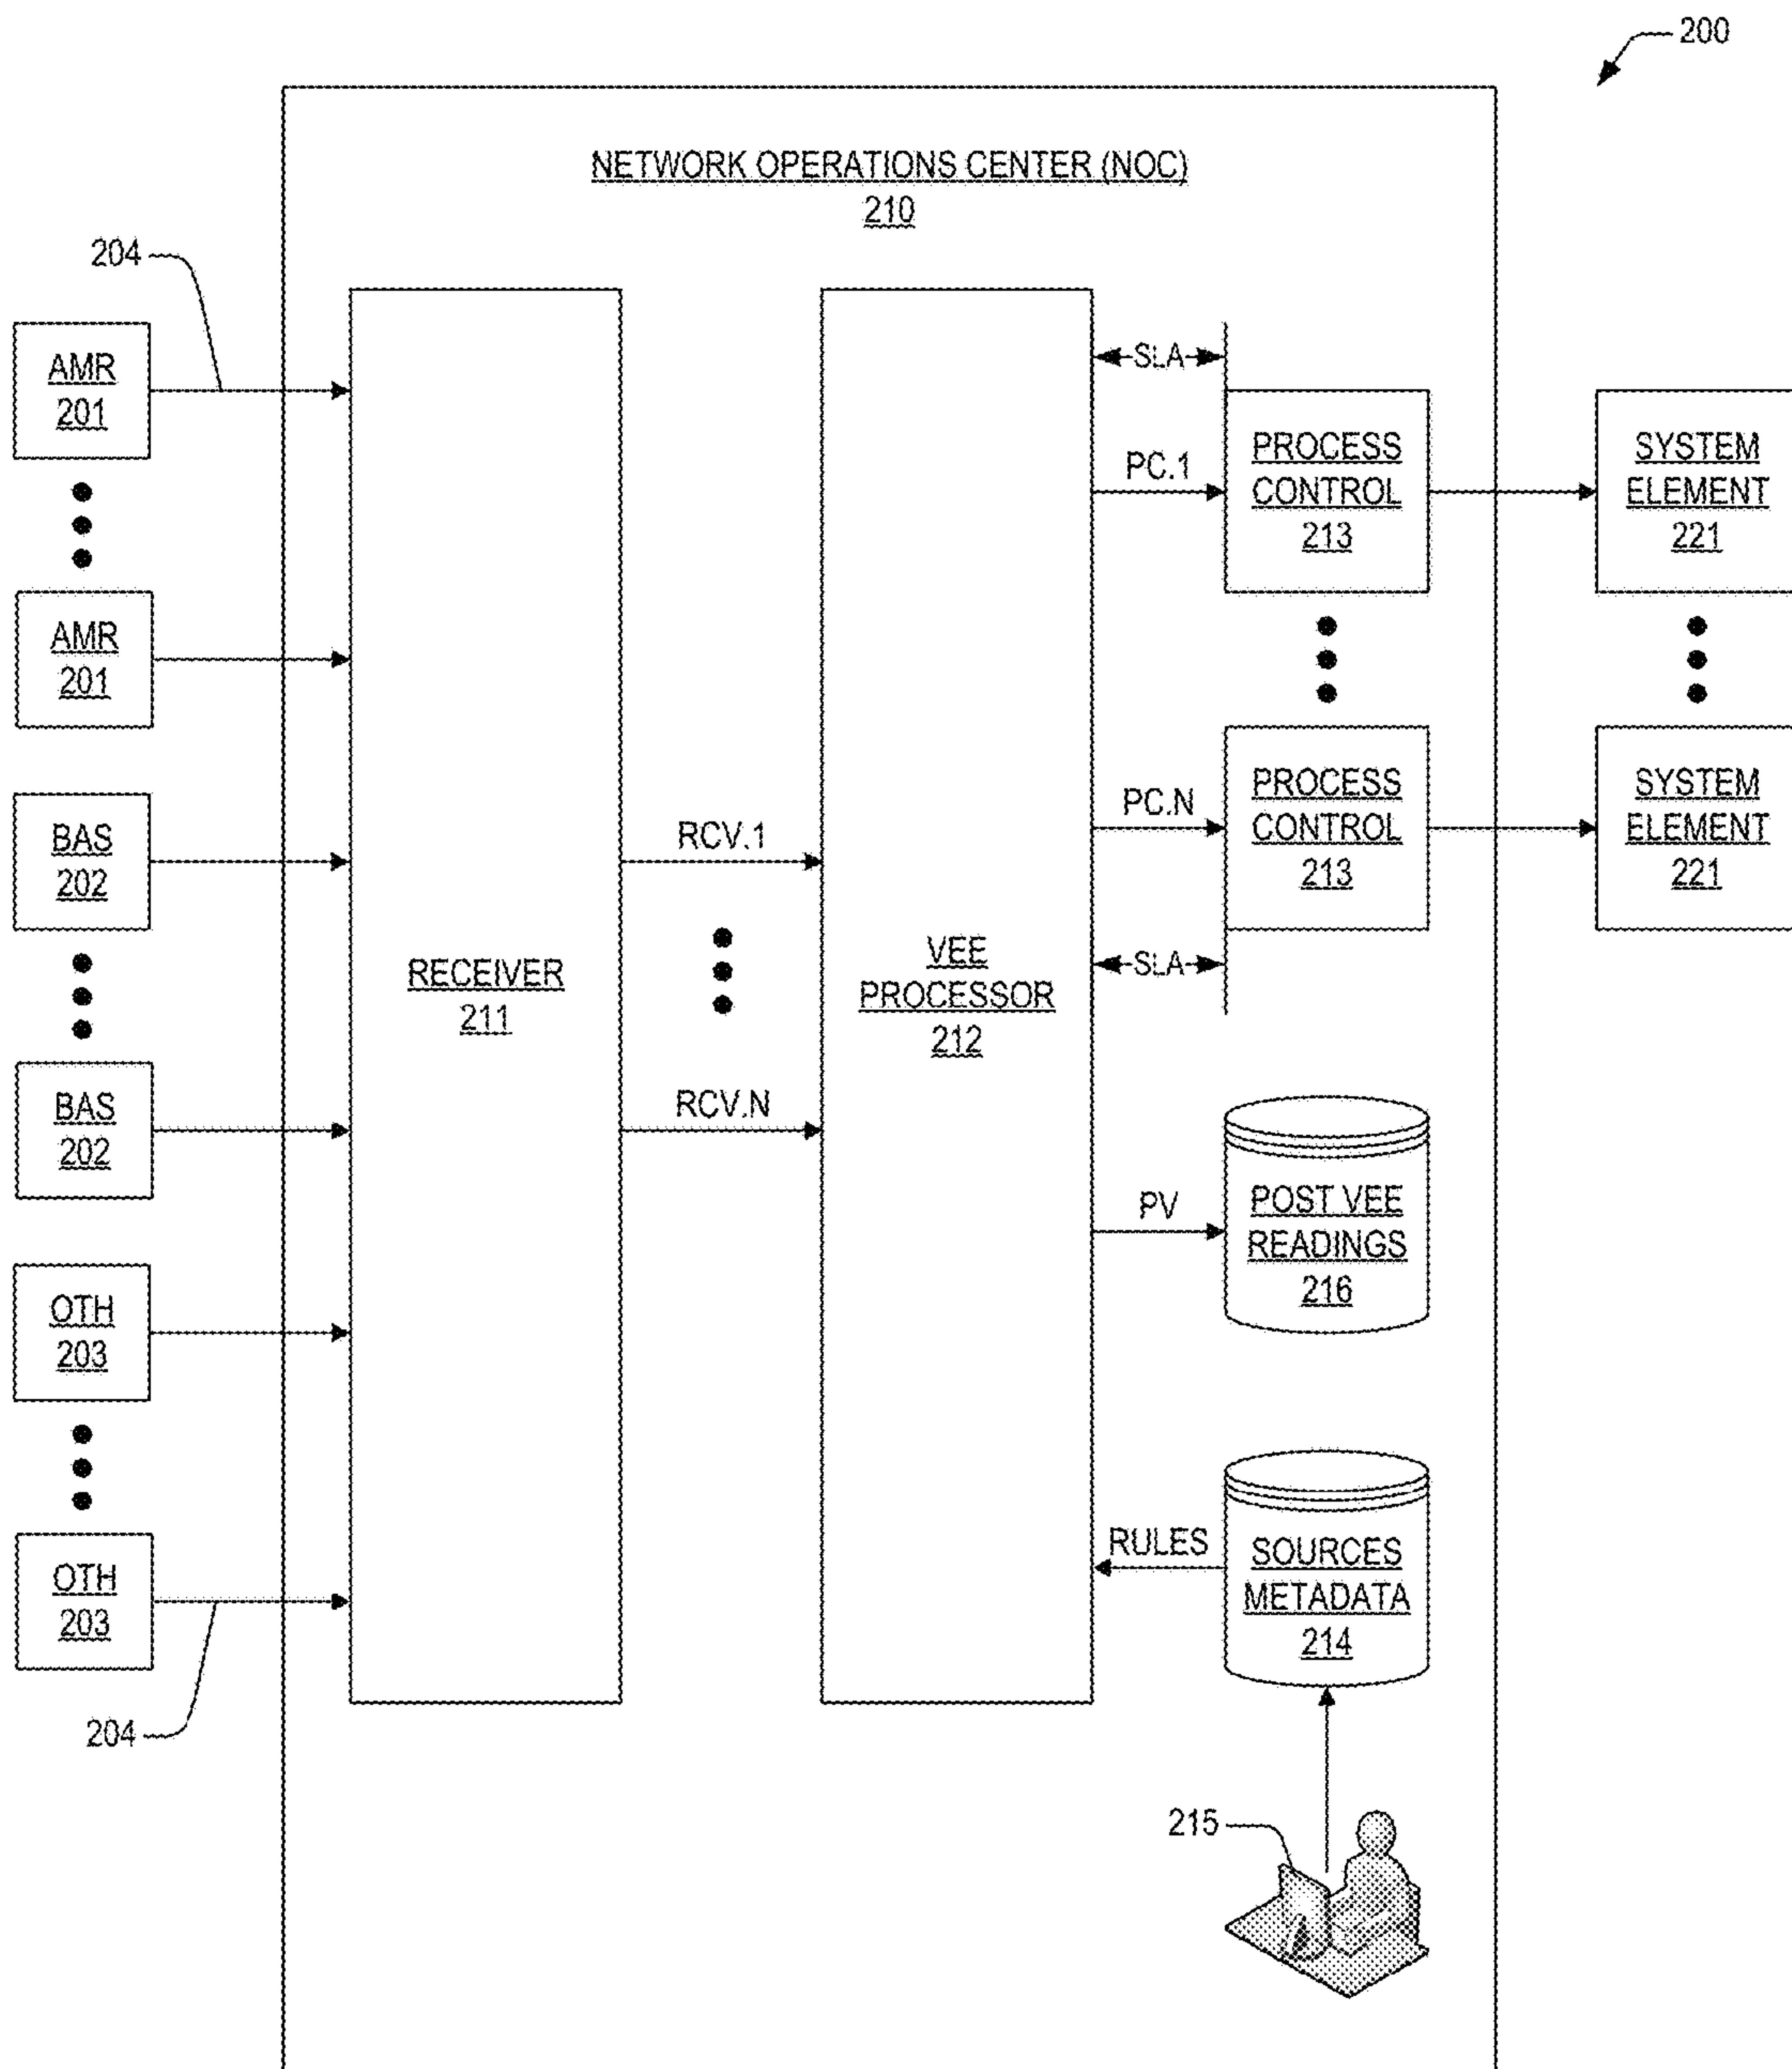 200
NETWORK OPERATIONS CENTER (NOC)
210
204
AMR
201
AMR
201
BAS
202
BAS
202
OTH
203
OTH
203
204
RECEIVER
211
RCV.1
RCV.N
VEE
PROCESSOR
212
SLA
PC.1
PROCESS
CONTROL
213
SYSTEM
ELEMENT
221
PC.N
PROCESS
CONTROL
213
SYSTEM
ELEMENT
221
SLA
PV
POST VEE
READINGS
216
RULES
SOURCES
METADATA
214
215